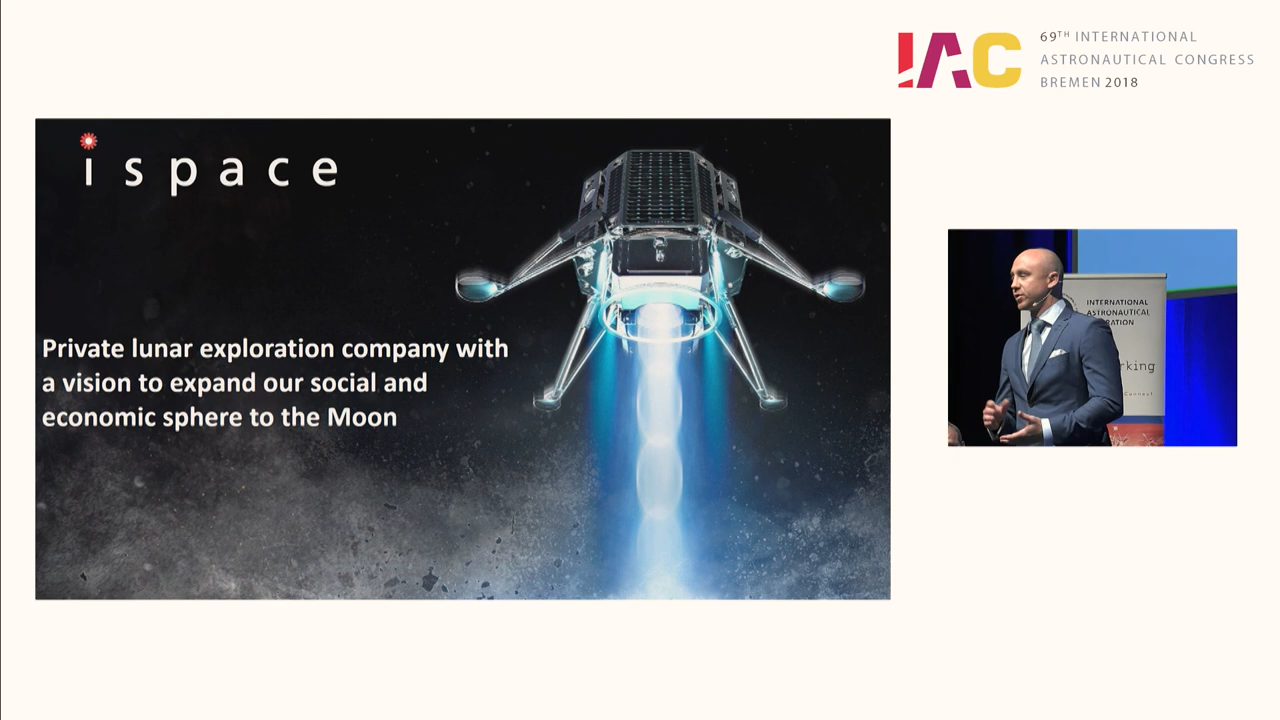 IAC
69TH INTERNATIONAL
ASTRONAUTICAL CONGRESS
BREMEN 2018
ispace
Private lunar exploration company with
a vision to expand our social and
economic sphere to the Moon
INTERNATIONAL
ASTRONAUTICAL